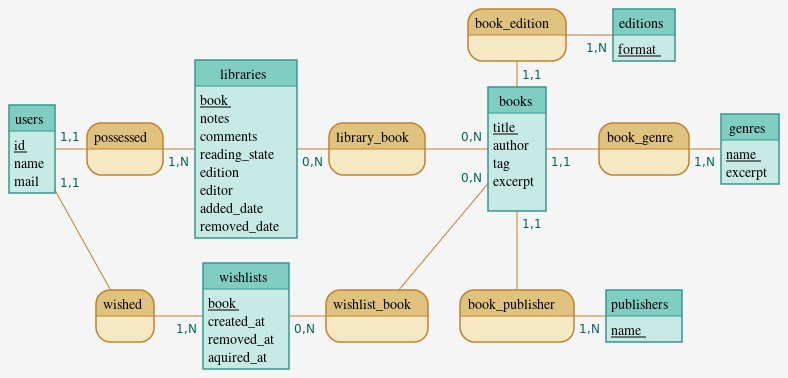 book_edition
editions
format
1,N
1,1
libraries
book
notes
comments
reading_state
edition
editor
added_date
removed_date
books
title
author
tag
excerpt
users
id
name
mail
1,1
1,1
possessed
1,N
0,N
library_book
0,N
0,N
1,1
book_genre
1,N
genres
name
excerpt
1,1
wished
1,N
wishlists
book
created_at
removed_at
aquired_at
0,N
wishlist_book
book_publisher
1,N
publishers
name